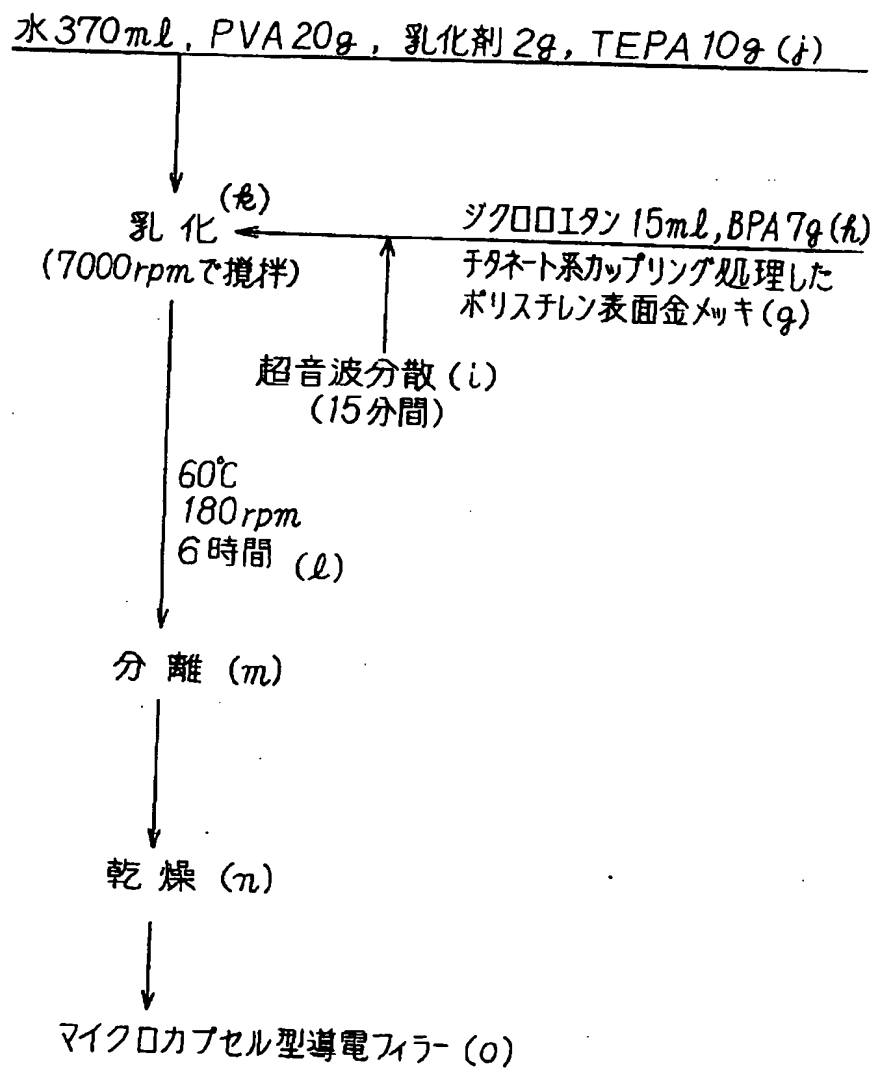 水370ml, PVA20g, 乳化剤2g, TEPA10g(j)
乳化(k)
(7000rpmで攪拌)
ジクロロエタン15ml,BPA7g(h)
チタネート系カップリング処理した
ポリスチレン表面金メッキ(g)
超音波分散(i)
(15分間)
60℃
180rpm
6時間(l)
分離(m)
乾燥(n)
マイクロカプセル型導電フィラー(o)